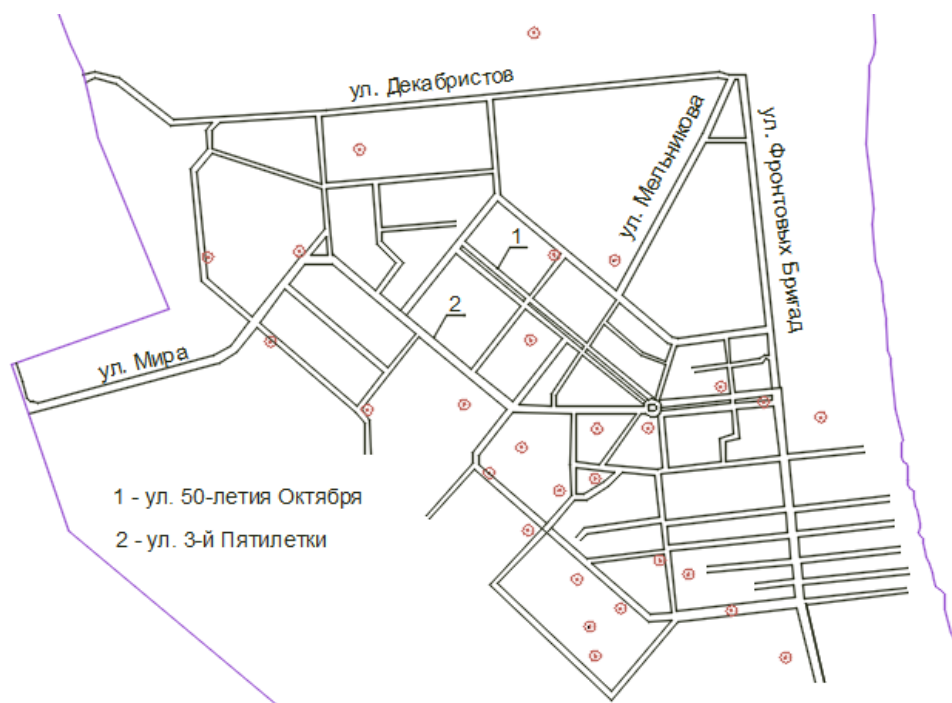 ул. Декабристов
ул. Мельникова
ул. Фронтовых Бригад
1
2
ул. Мира
1 - ул. 50-летия Октября
2 - ул. 3-й Пятилетки